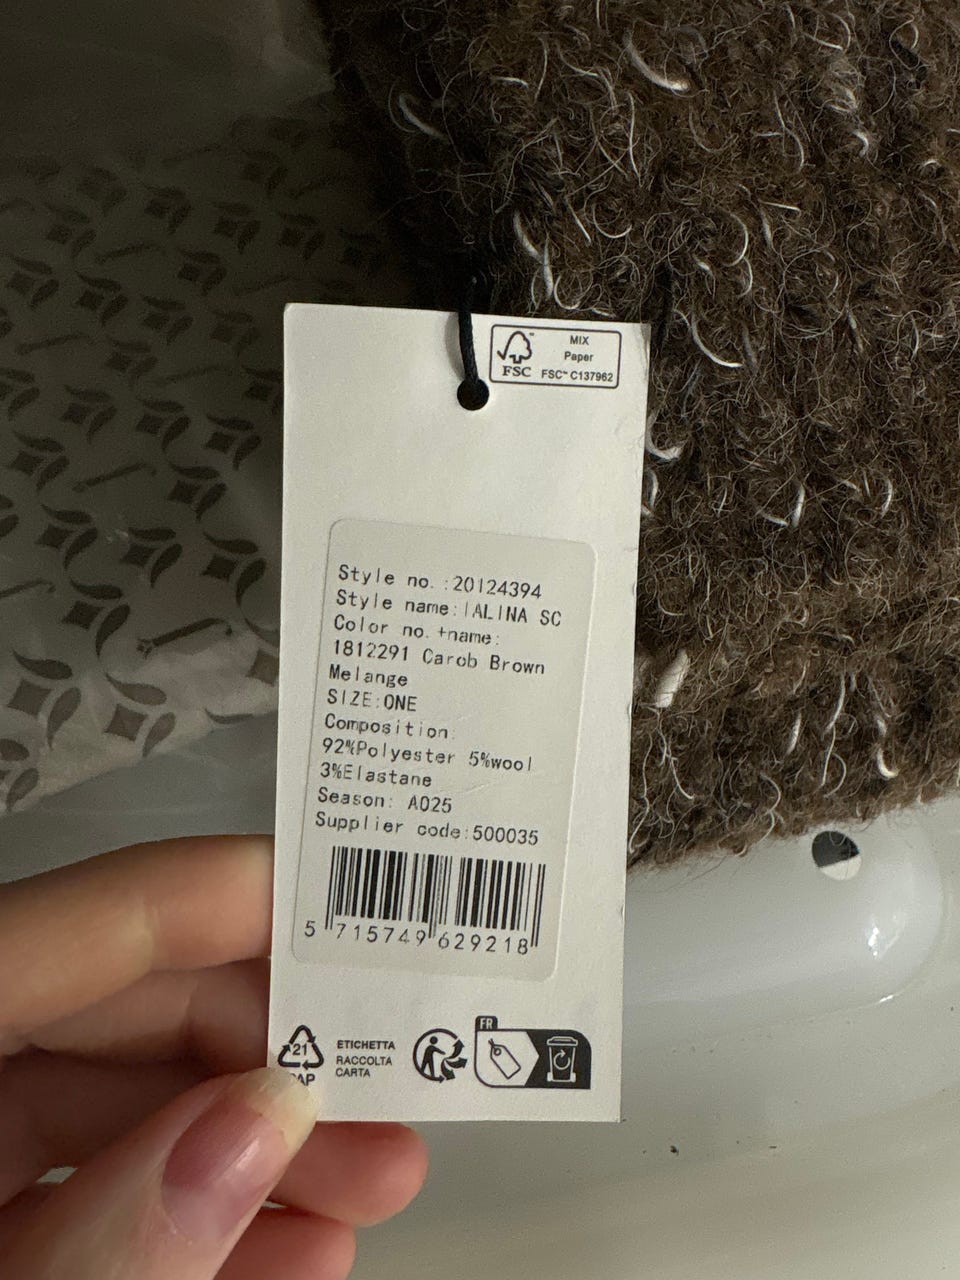 MIX
Paper
FSC™ C137962
FSC
Style no.:20124394
Style name:IALINA SC
Color no.+name:
1812291 Carob Brown
Melange
SIZE:ONE
Composition:
92%Polyester 5%wool
3%Elastane
Season: A025
Supplier code:500035
5 715749 629218
FR
21
ETICHETTA
RACCOLTA
CARTA